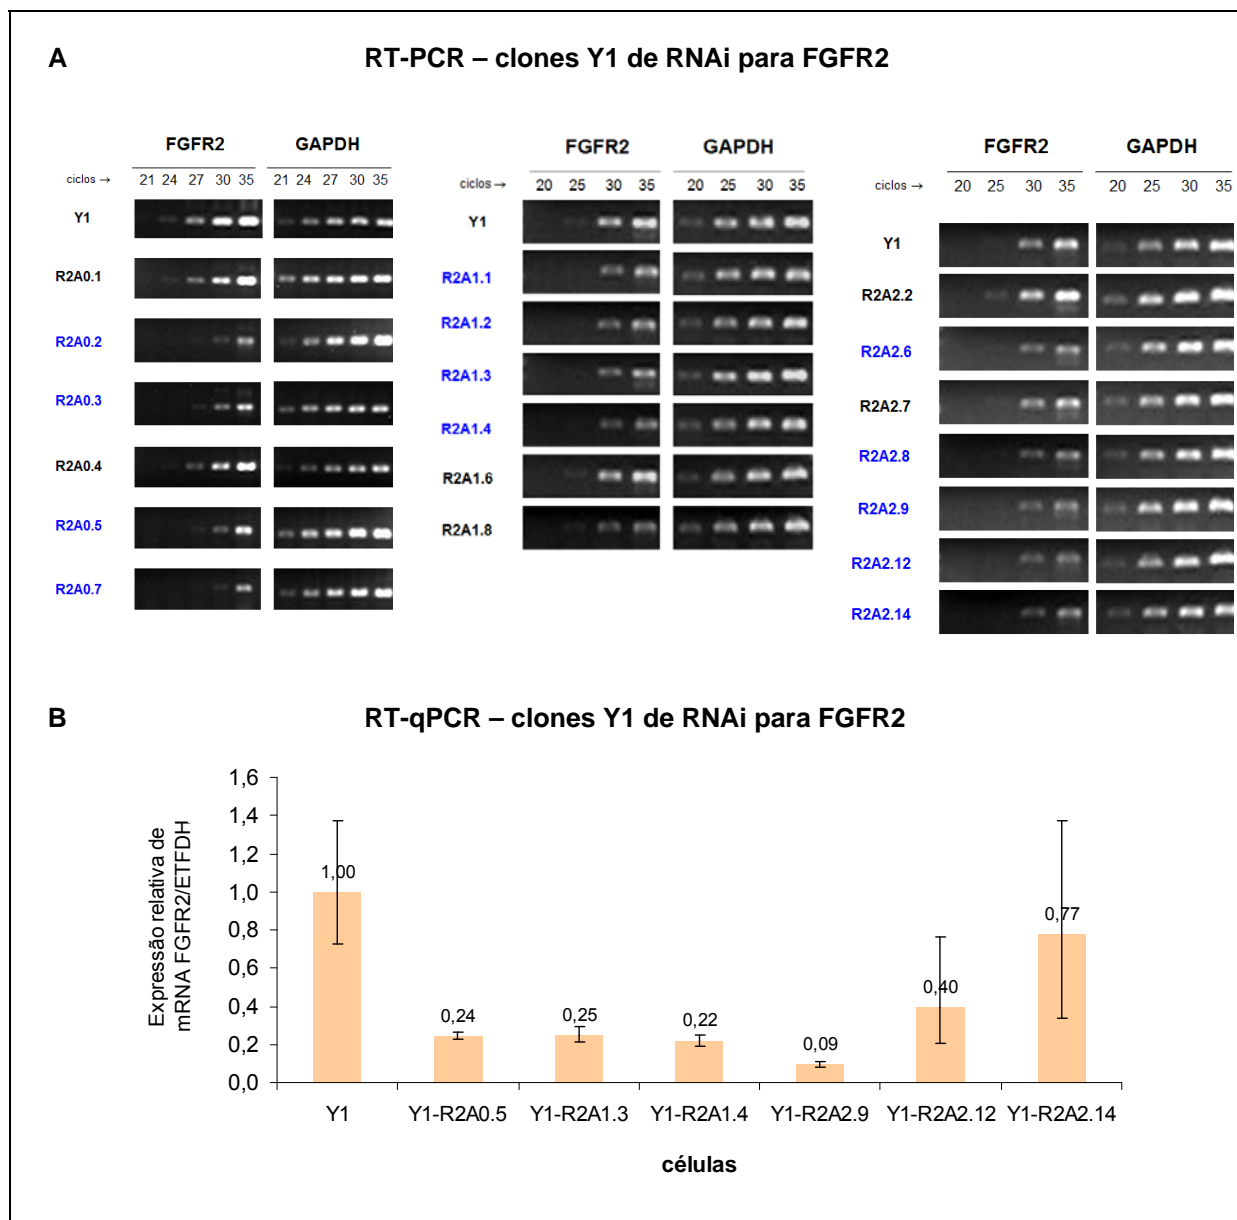 A
RT-PCR – clones Y1 de RNAi para FGFR2
FGFR2 GAPDH
ciclos → 21 24 27 30 35 21 24 27 30 35
Y1
R2A0.1
R2A0.2
R2A0.3
R2A0.4
R2A0.5
R2A0.7
FGFR2 GAPDH
ciclos → 20 25 30 35 20 25 30 35
Y1
R2A1.1
R2A1.2
R2A1.3
R2A1.4
R2A1.6
R2A1.8
FGFR2 GAPDH
ciclos → 20 25 30 35 20 25 30 35
Y1
R2A2.2
R2A2.6
R2A2.7
R2A2.8
R2A2.9
R2A2.12
R2A2.14
B
RT-qPCR – clones Y1 de RNAi para FGFR2
Expressão relativa de
mRNA FGFR2/ETFDH
1,6
1,4
1,2
1,0
0,8
0,6
0,4
0,2
0,0
1,00
0,24
0,25
0,22
0,09
0,40
0,77
Y1 Y1-R2A0.5 Y1-R2A1.3 Y1-R2A1.4 Y1-R2A2.9 Y1-R2A2.12 Y1-R2A2.14
células